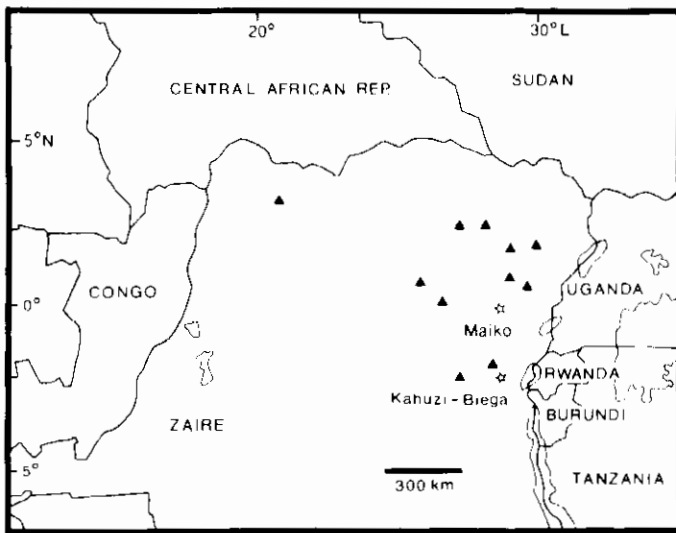 20°
30°L
SUDAN
CENTRAL AFRICAN REP.
5°N
CONGO
UGANDA
0°
Maiko
RWANDA
Kahuzi - Biega
BURUNDI
ZAIRE
5°
TANZANIA
300 km